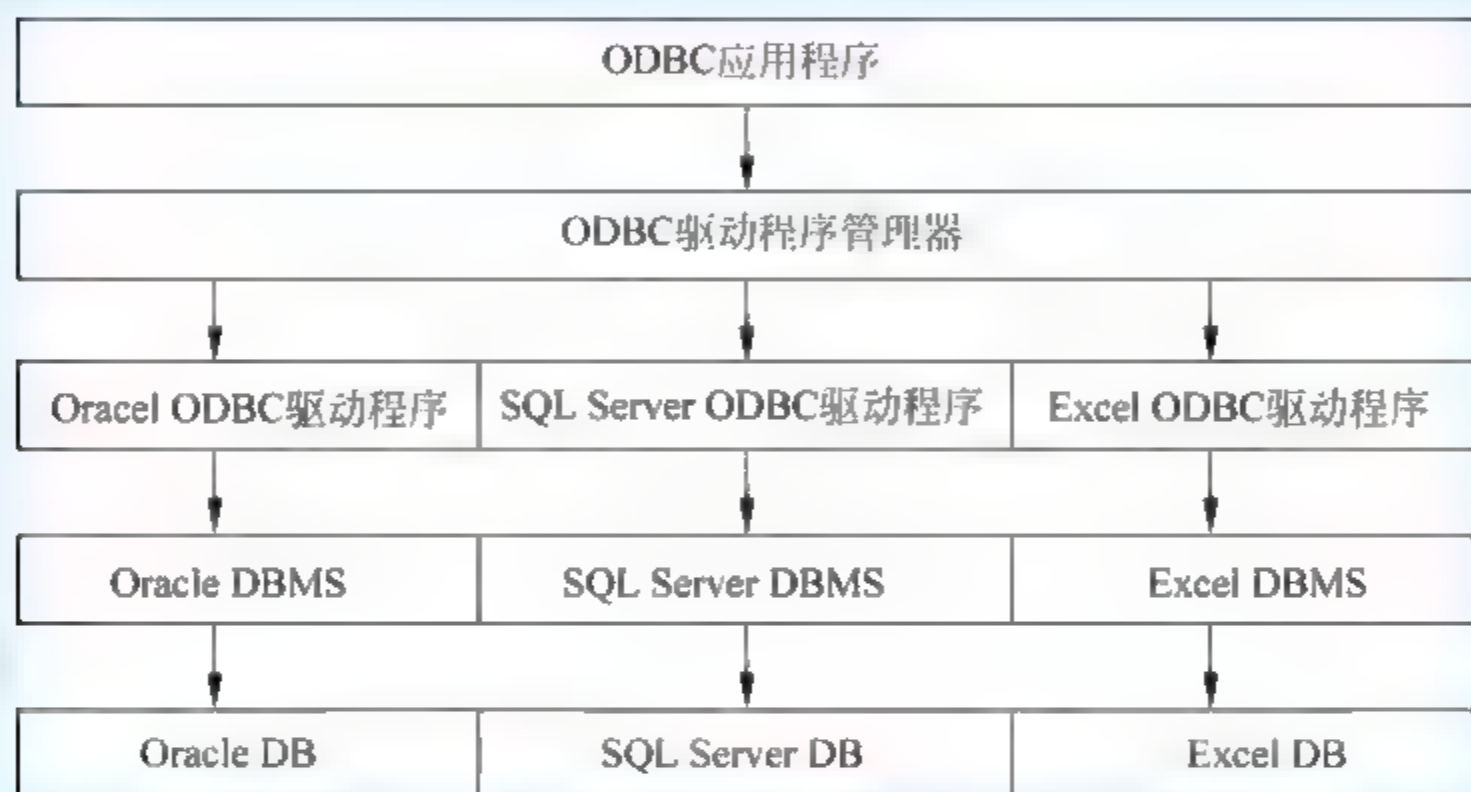 ODBC应用程序
ODBC驱动程序管理器
Oracel ODBC驱动程序
SQL Server ODBC驱动程序
Excel ODBC驱动程序
Oracle DBMS
SQL Server DBMS
Excel DBMS
Oracle DB
SQL Server DB
Excel DB